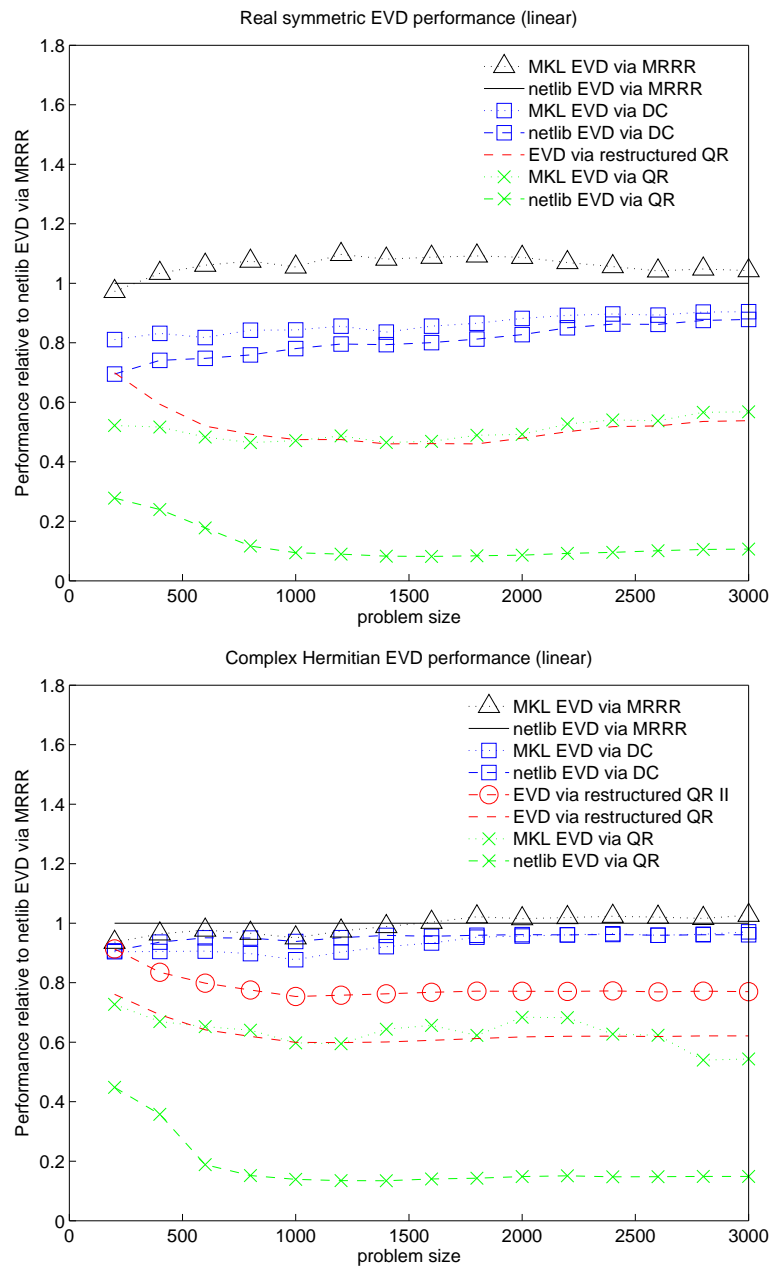 Real symmetric EVD performance (linear)
1.8
1.6
1.4
1.2
1
0.8
0.6
0.4
0.2
0
Performance relative to netlib EVD via MRRR
MKL EVD via MRRR
netlib EVD via MRRR
MKL EVD via DC
netlib EVD via DC
EVD via restructured QR
MKL EVD via QR
netlib EVD via QR
0 500 1000 1500 2000 2500 3000
problem size
Complex Hermitian EVD performance (linear)
1.8
1.6
1.4
1.2
1
0.8
0.6
0.4
0.2
0
Performance relative to netlib EVD via MRRR
MKL EVD via MRRR
netlib EVD via MRRR
MKL EVD via DC
netlib EVD via DC
EVD via restructured QR II
EVD via restructured QR
MKL EVD via QR
netlib EVD via QR
0 500 1000 1500 2000 2500 3000
problem size